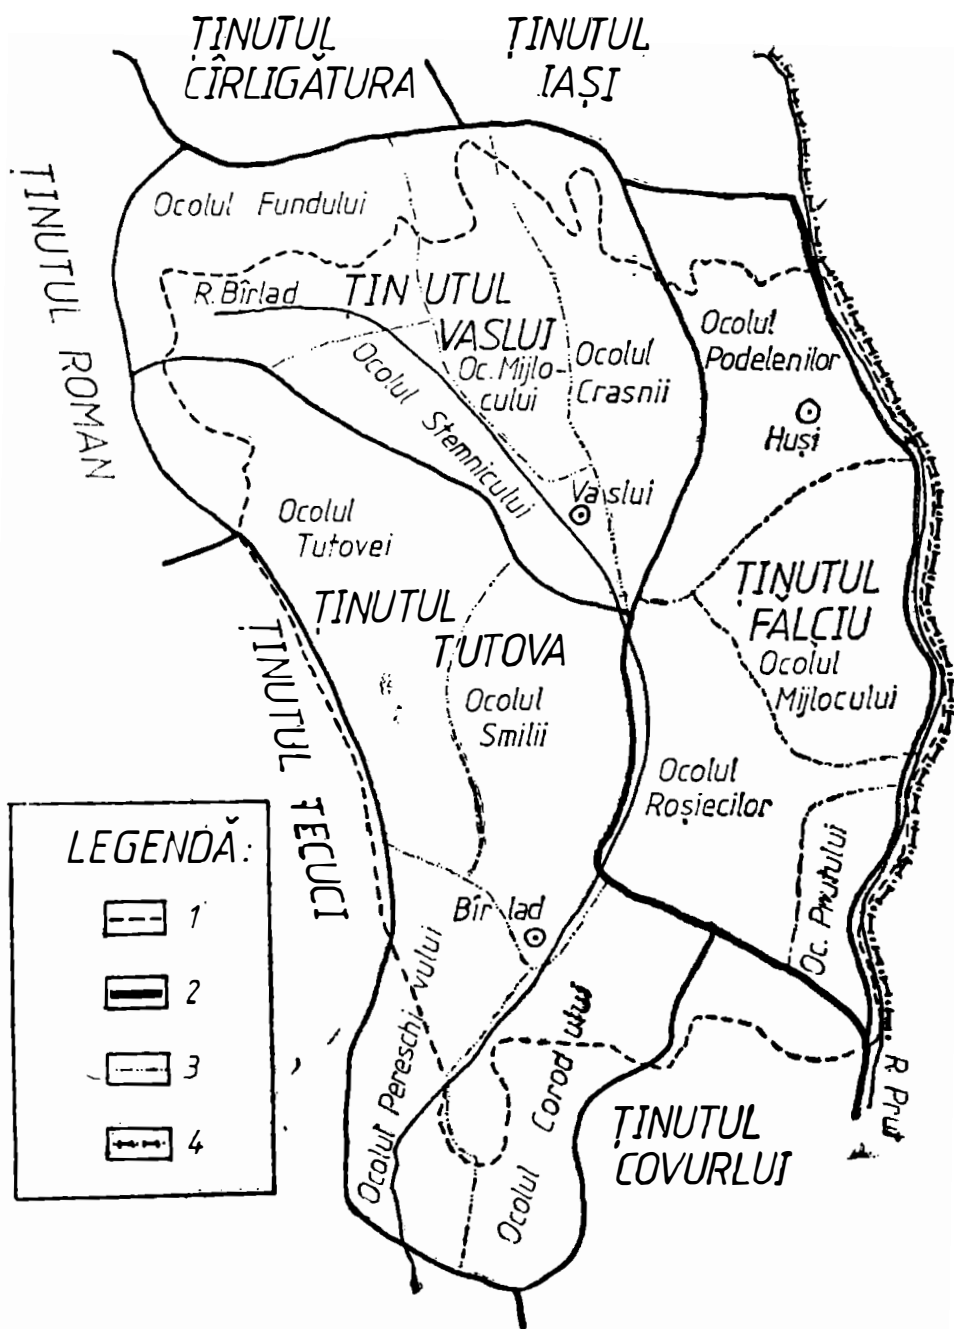 ȚINUTUL
CÎRLIGĂTURA
ȚINUTUL
IAȘI
ȚINUTUL ROMAN
Ocolul Fundului
R. Bîrlad
ȚINUTUL
VASLUI
Oc. Mijlo-
cului
Ocolul
Crasnii
Ocolul Stemnicului
Vaslui
Ocolul
Podelenilor
Huși
Ocolul
Tutovei
ȚINUTUL
TUTOVA
Ocolul
Smilii
ȚINUTUL
FĂLCIU
Ocolul
Mijlocului
Ocolul
Roșiecilor
Oc. Prutului
ȚINUTUL TECUCI
Bîrlad
Ocolul Pereschivului
Ocolul Corodului
ȚINUTUL
COVURLUI
R. Prut
LEGENDĂ:
1
2
3
4